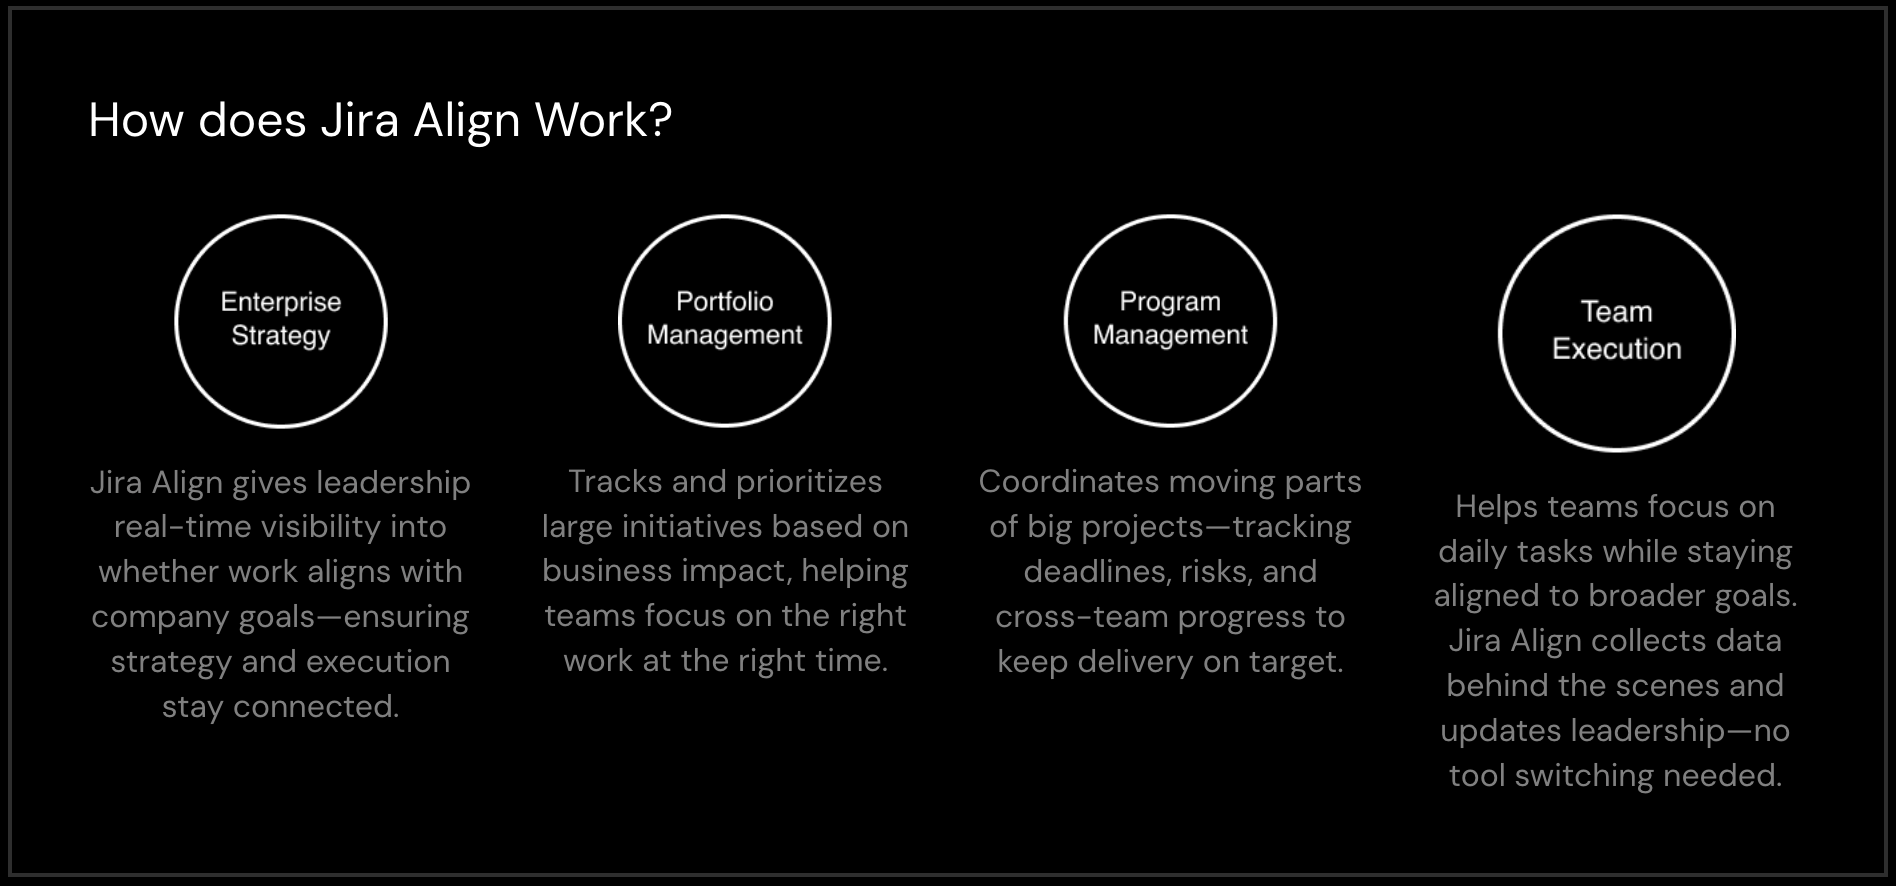 How does Jira Align Work?
Enterprise
Strategy
Jira Align gives leadership
real-time visibility into
whether work aligns with
company goals—ensuring
strategy and execution
stay connected.
Portfolio
Management
Tracks and prioritizes
large initiatives based on
business impact, helping
teams focus on the right
work at the right time.
Program
Management
Coordinates moving parts
of big projects—tracking
deadlines, risks, and
cross-team progress to
keep delivery on target.
Team
Execution
Helps teams focus on
daily tasks while staying
aligned to broader goals.
Jira Align collects data
behind the scenes and
updates leadership—no
tool switching needed.